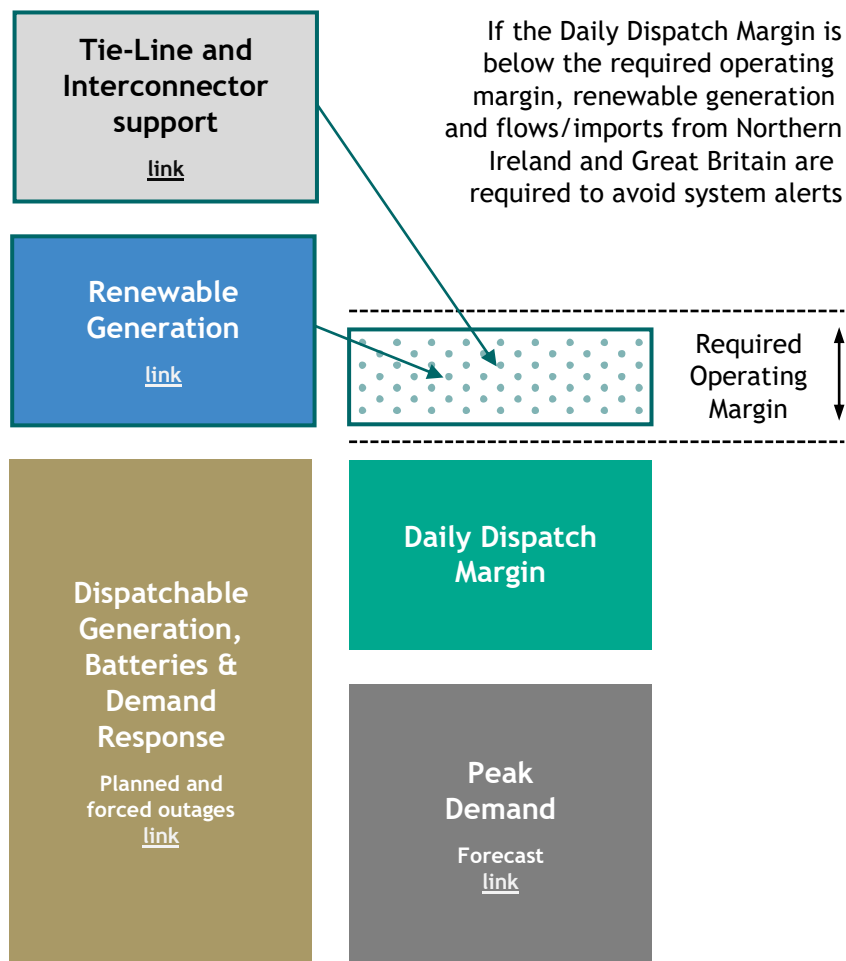 Tie-Line and
Interconnector
support
link
If the Daily Dispatch Margin is
below the required operating
margin, renewable generation
and flows/imports from Northern
Ireland and Great Britain are
required to avoid system alerts
Renewable
Generation
link
Required
Operating
Margin
Dispatchable
Generation,
Batteries &
Demand
Response
Planned and
forced outages
link
Daily Dispatch
Margin
Peak
Demand
Forecast
link